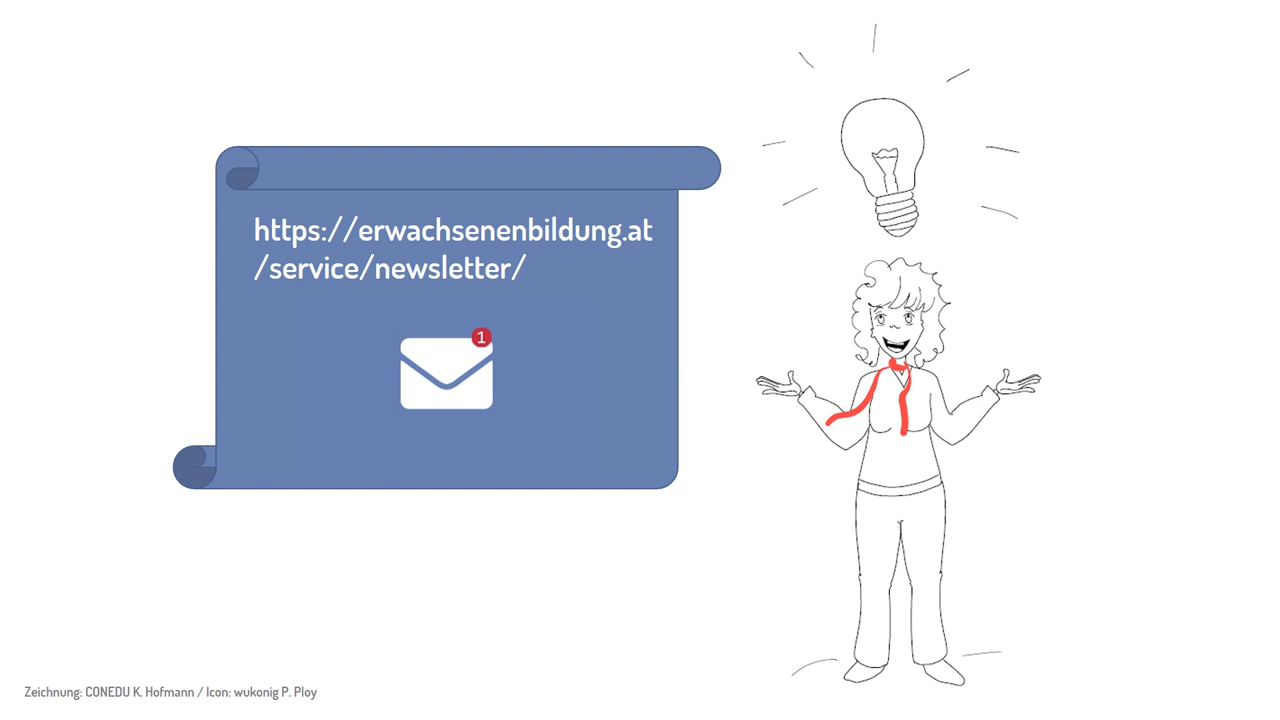 https://erwachsenenbildung.at
/service/newsletter/
1
Zeichnung: CONEDU K. Hofmann / Icon: wukonig P. Ploy